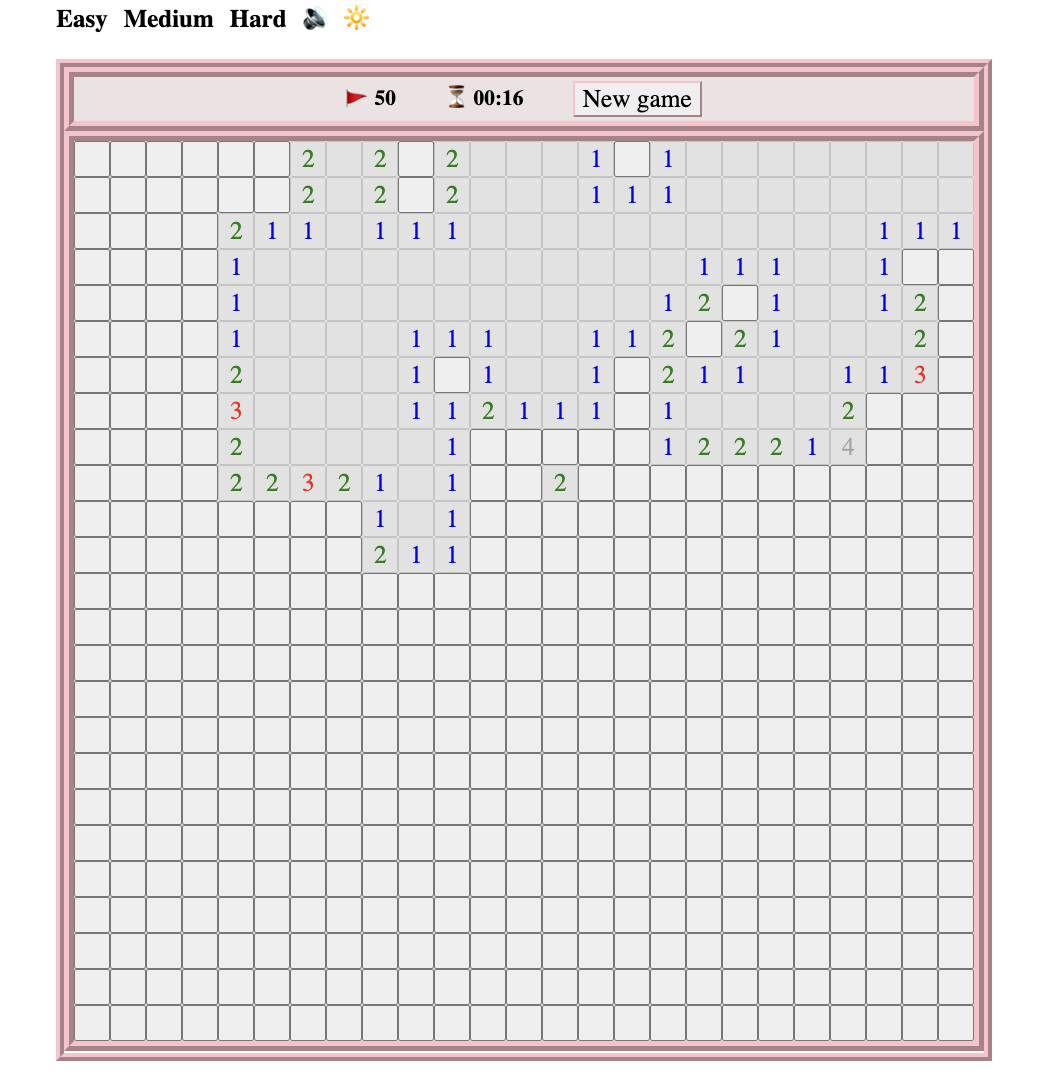 Easy Medium Hard
50 00:16 New game
2 2 2 1 1
2 2 2 1 1 1
2 1 1 1 1 1 1 1 1
1 1 1 1 1
1 1 2 1 1 2
1 1 1 1 1 1 2 2 1 2
2 1 1 1 2 1 1 1 1 3
3 1 1 2 1 1 1 1 2
2 1 1 2 2 2 1 4
2 2 3 2 1 1 2
1 1
2 1 1